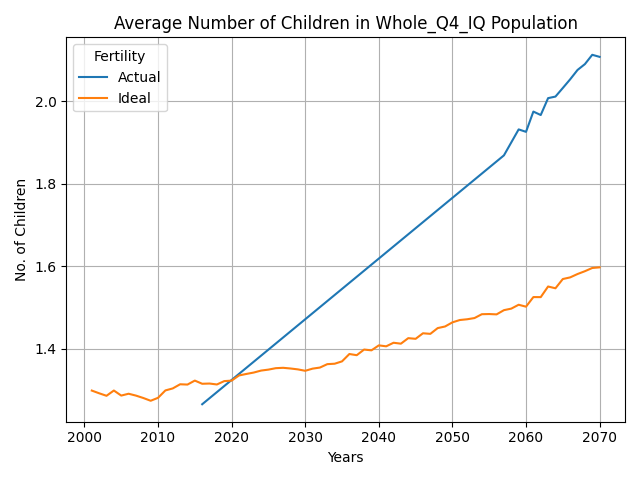 Average Number of Children in Whole_Q4_IQ Population
Fertility
Actual
Ideal
No. of Children
2.0
1.8
1.6
1.4
2000 2010 2020 2030 2040 2050 2060 2070
Years